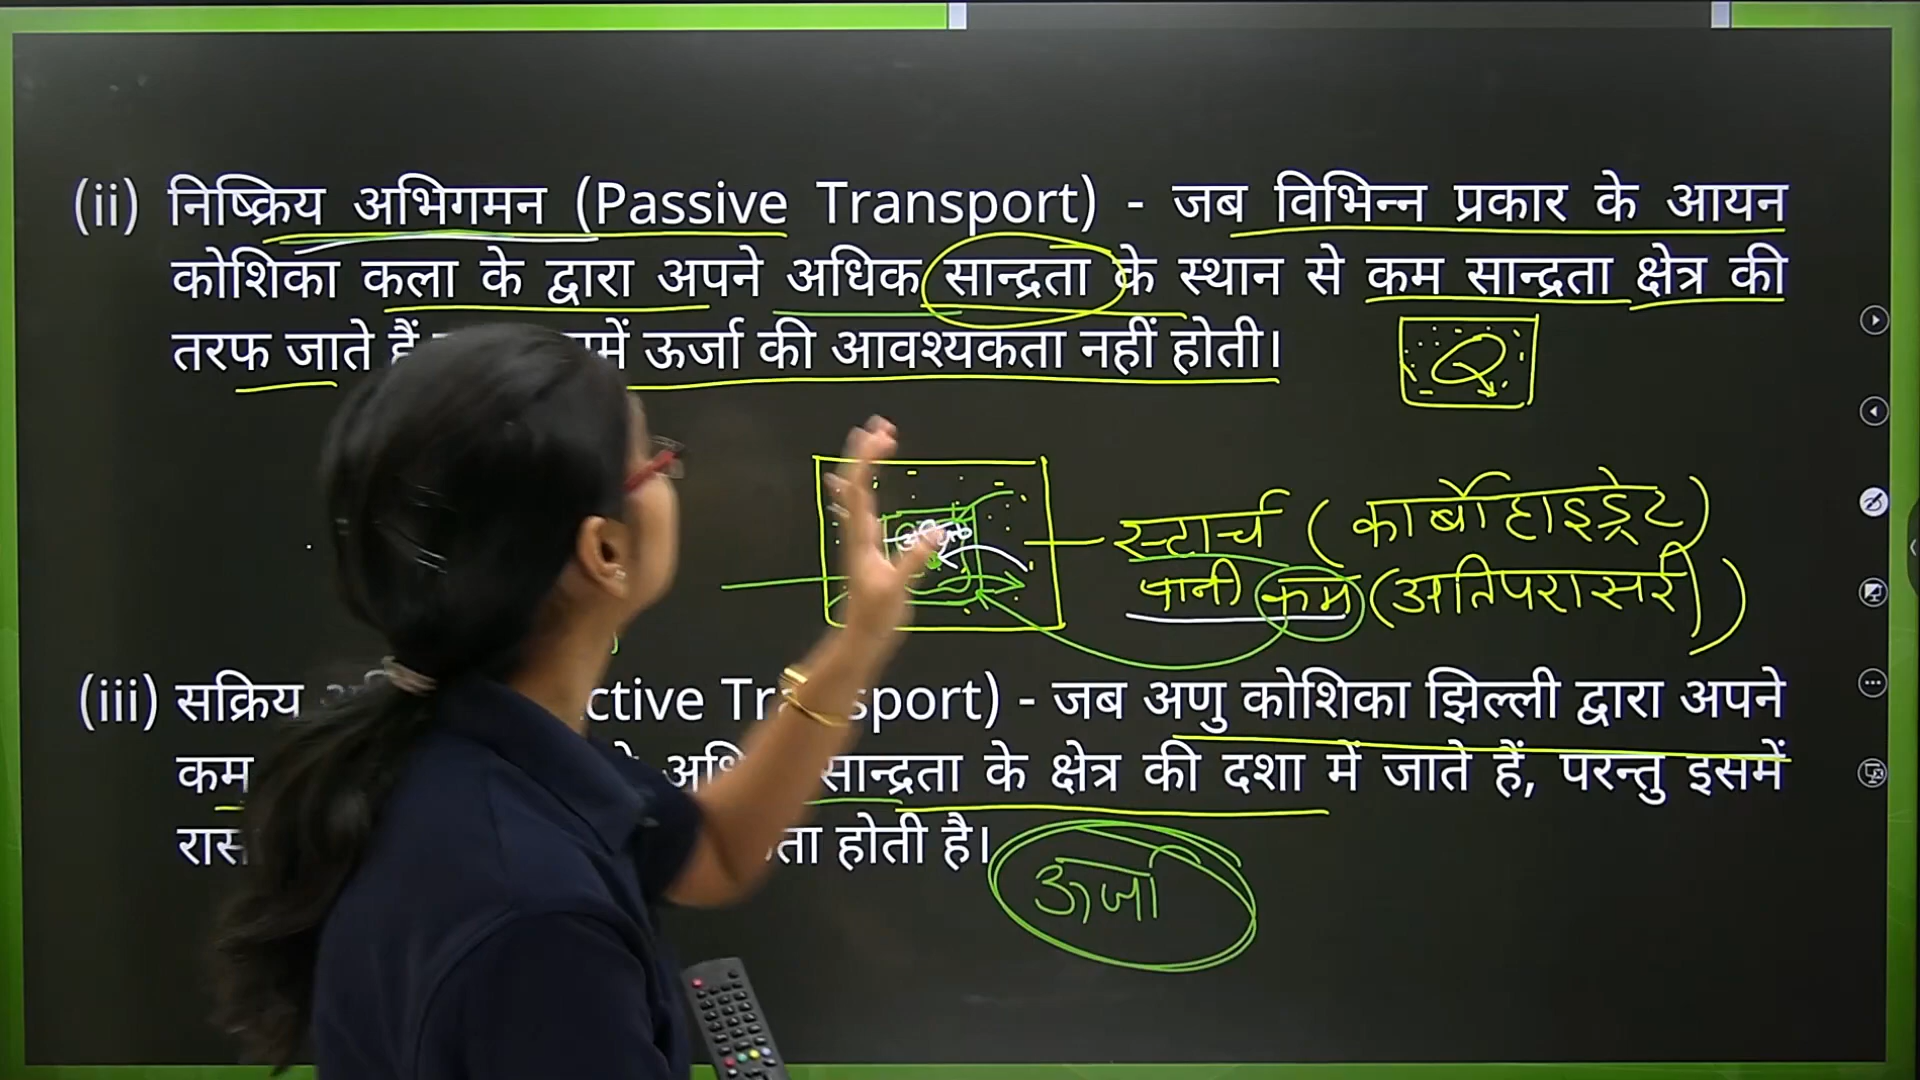 (ii) निष्क्रिय अभिगमन (Passive Transport) - जब विभिन्न प्रकार के आयन
कोशिका कला के द्वारा अपने अधिक सान्द्रता के स्थान से कम सान्द्रता क्षेत्र की
तरफ जाते हैं में ऊर्जा की आवश्यकता नहीं होती।
स्टार्च (कार्बोहाइड्रेट)
पानी कम (अतिपरासरी)
(iii) सक्रिय ctive Tr sport) - जब अणु कोशिका झिल्ली द्वारा अपने
कम सान्द्रता के क्षेत्र की दशा में जाते हैं, परन्तु इसमें
रास ता होती है।
ऊर्जा